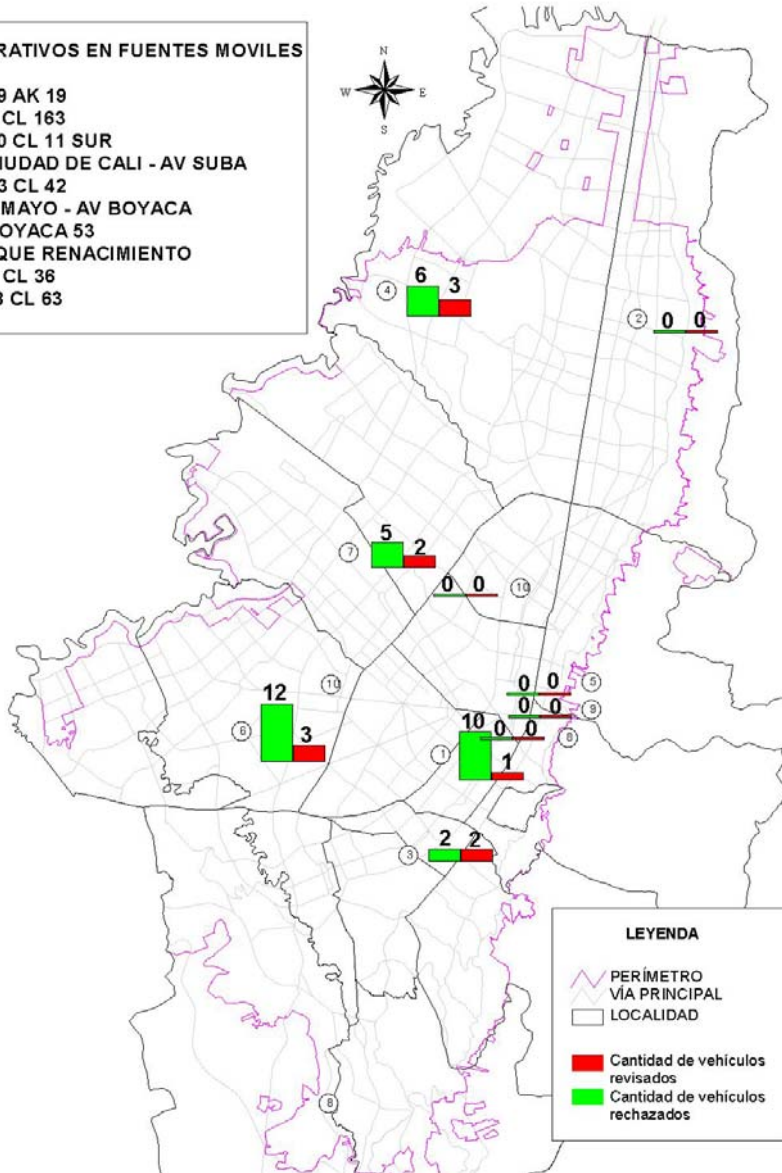 RATIVOS EN FUENTES MOVILES
9 AK 19
CL 163
0 CL 11 SUR
IUDAD DE CALI - AV SUBA
3 CL 42
MAYO - AV BOYACA
OYACA 53
QUE RENACIMIENTO
CL 36
3 CL 63
N
W E
S
6 3
4
0 0
2
5 2
7
0 0
10
0 0
5
12
10
0 0
9
6
3
10
0 0
8
1
1
2 2
3
LEYENDA
PERÍMETRO
VÍA PRINCIPAL
LOCALIDAD
Cantidad de vehículos
revisados
Cantidad de vehículos
rechazados
8